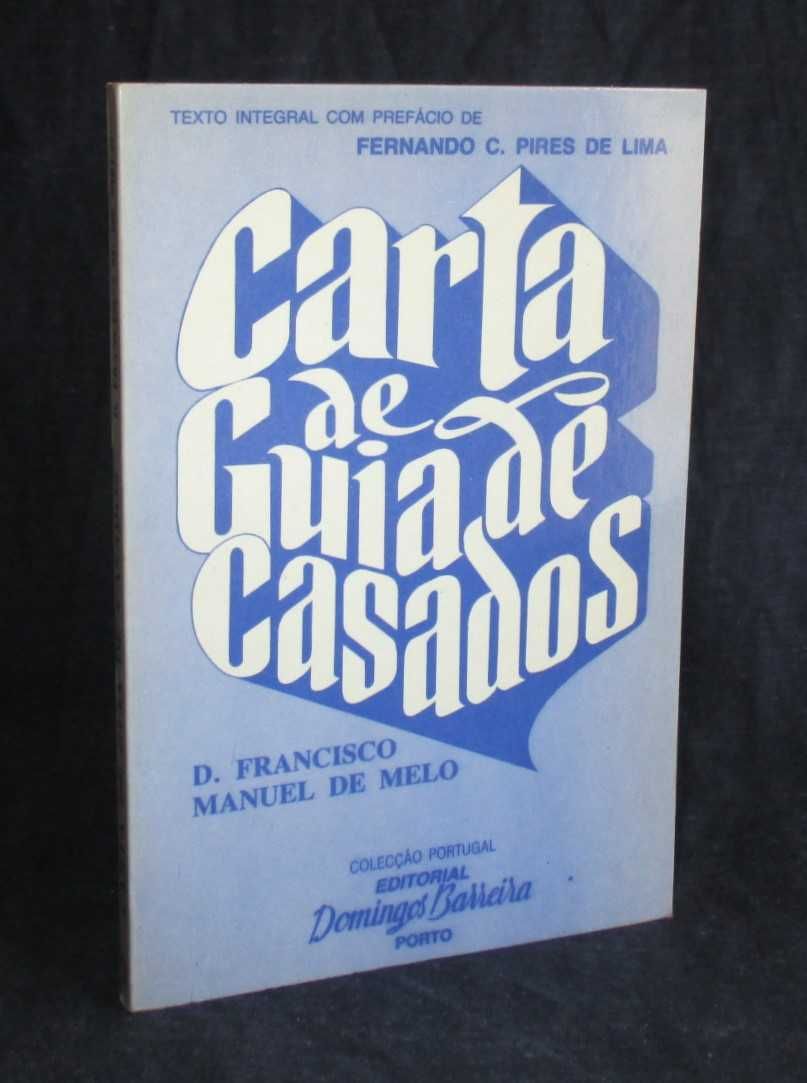 TEXTO INTEGRAL COM PREFÁCIO DE
FERNANDO C. PIRES DE LIMA
Carta
de
Guia de
Casados
D. FRANCISCO
MANUEL DE MELO
COLECÇÃO PORTUGAL
EDITORIAL
Domingos Barreira
PORTO